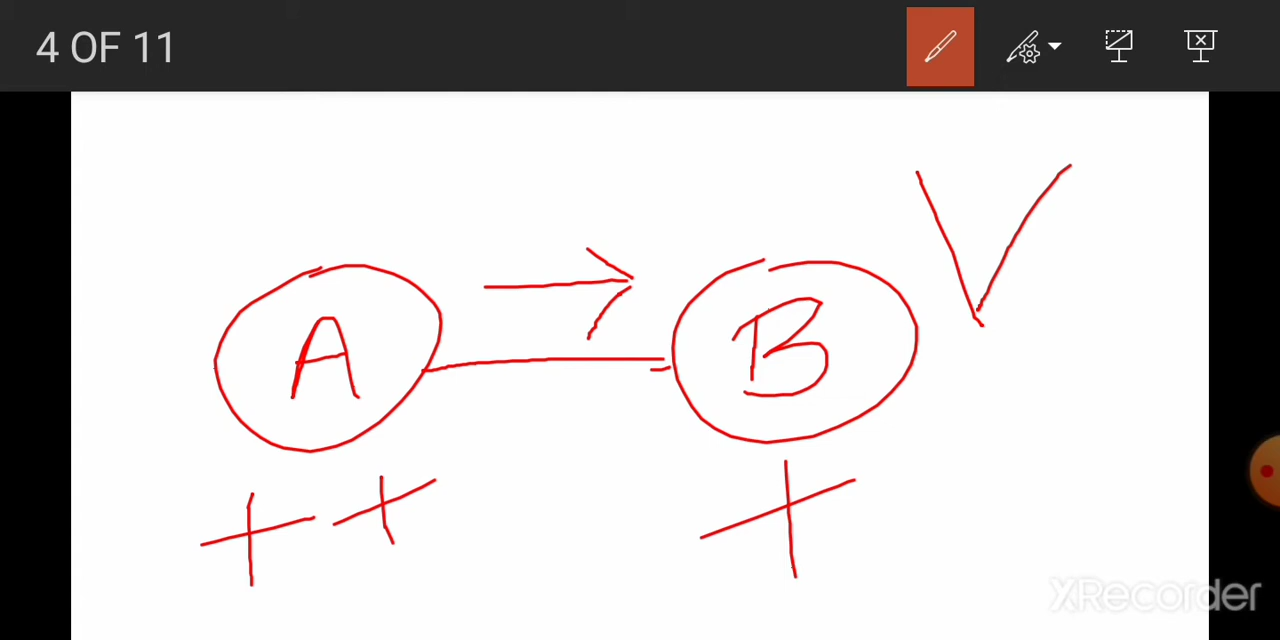 4 OF 11
V
A → B
+ + +
XRecorder